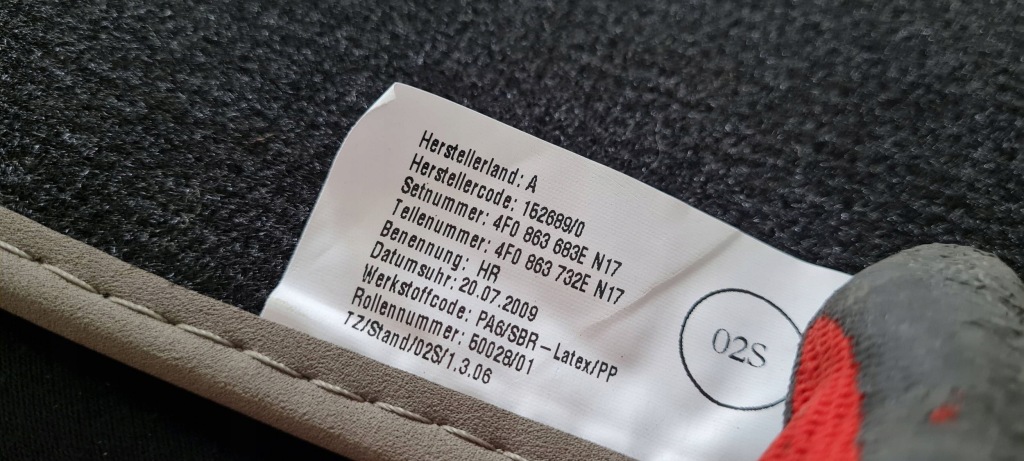 Herstellerland: A
Herstellercode: 152689/0
Setnummer: 4F0 863 683E N17
Teilenummer: 4F0 863 732E N17
Benennung: HR
Datumsuhr: 20.07.2009
Werkstoffcode: PA6/SBR – Latex/PP
Rollennummer: 50028/01
TZ/Stand/02S/1.3.06
02S